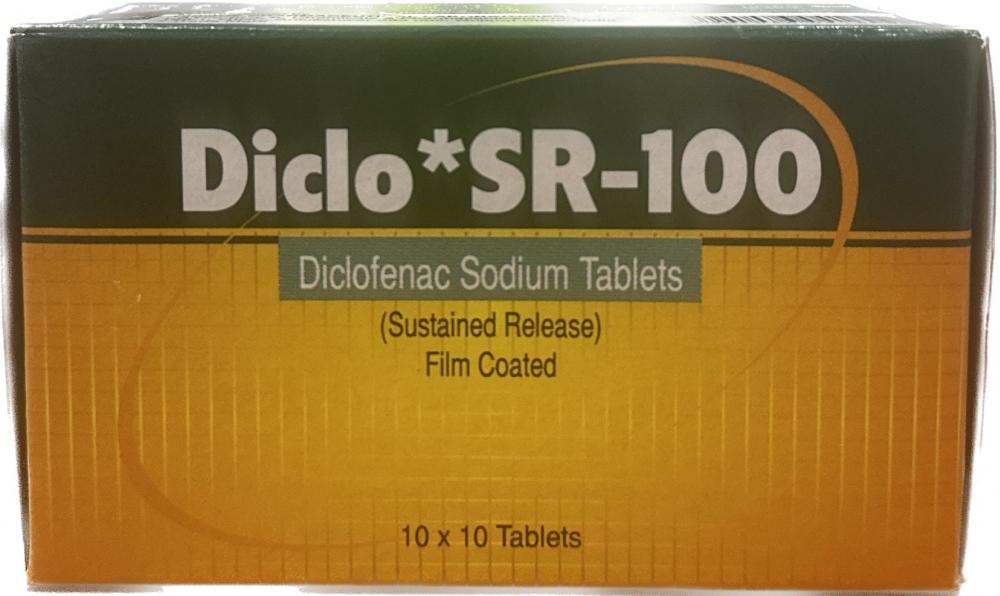 Diclo*SR-100
Diclofenac Sodium Tablets
(Sustained Release)
Film Coated
10 x 10 Tablets